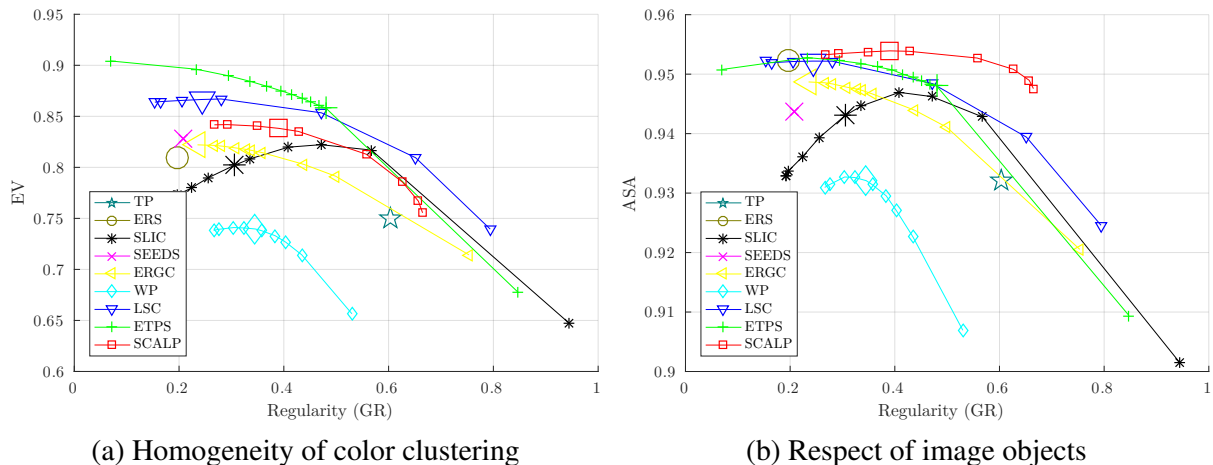 0.95
0.9
0.85
0.8
0.75
0.7
0.65
0.6
EV
0 0.2 0.4 0.6 0.8 1
Regularity (GR)
TP
ERS
SLIC
SEEDS
ERGC
WP
LSC
ETPS
SCALP
(a) Homogeneity of color clustering
0.96
0.95
0.94
0.93
0.92
0.91
0.9
ASA
0 0.2 0.4 0.6 0.8 1
Regularity (GR)
TP
ERS
SLIC
SEEDS
ERGC
WP
LSC
ETPS
SCALP
(b) Respect of image objects